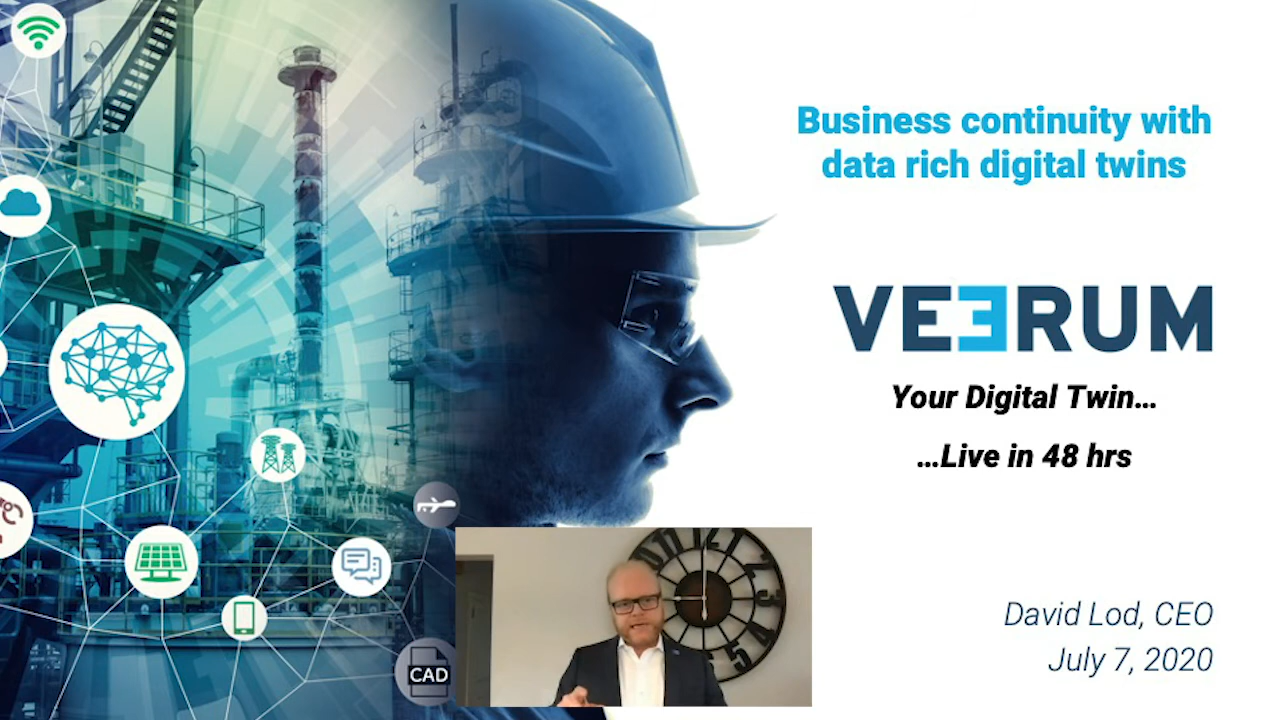 Business continuity with
data rich digital twins
VEERUM
Your Digital Twin…
…Live in 48 hrs
David Lod, CEO
July 7, 2020
CAD